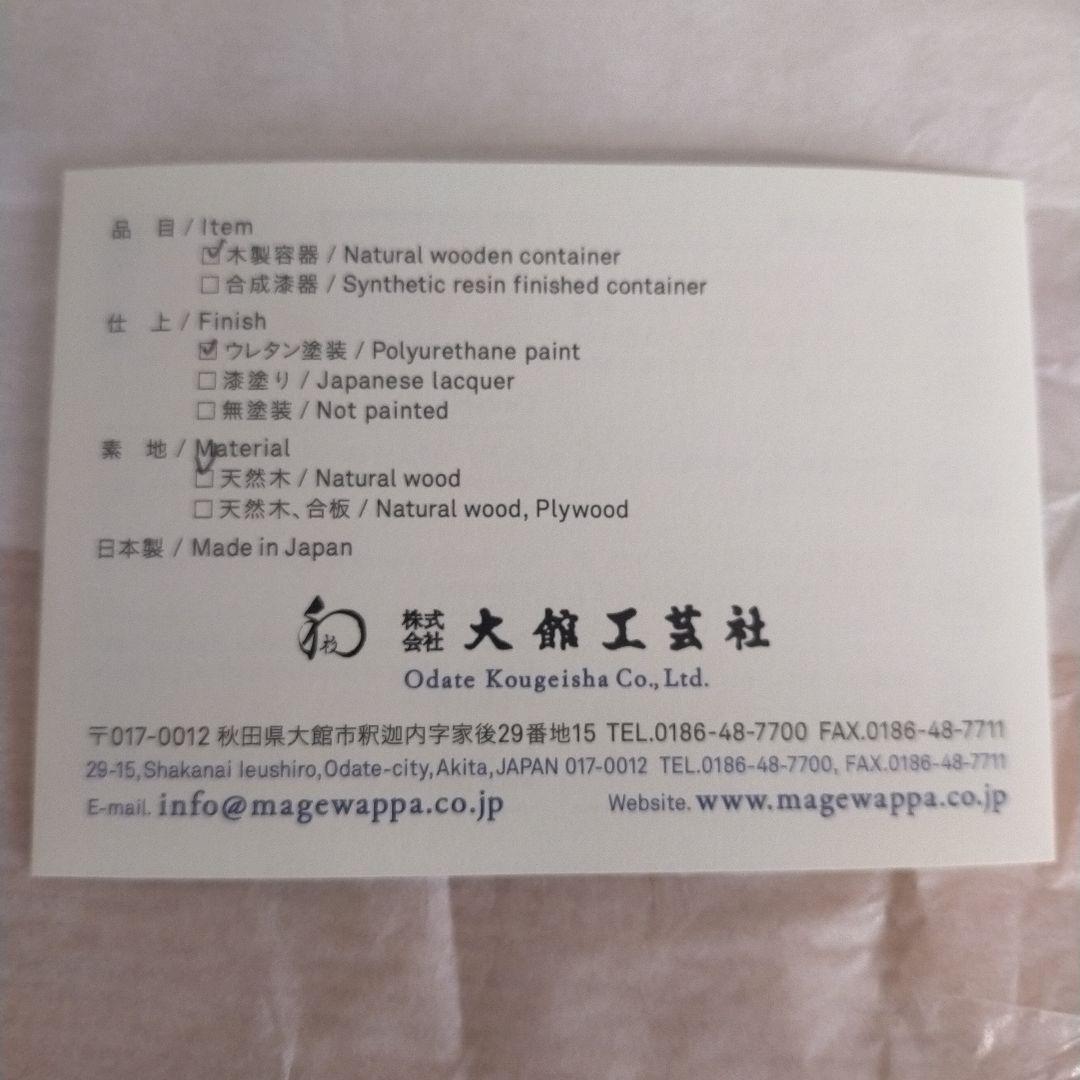 品 目 / Item
☑木製容器 / Natural wooden container
☐合成漆器 / Synthetic resin finished container
仕 上 / Finish
☑ウレタン塗装 / Polyurethane paint
☐漆塗り / Japanese lacquer
☐無塗装 / Not painted
素 地 / Material
☑天然木 / Natural wood
☐天然木、合板 / Natural wood, Plywood
日本製 / Made in Japan
株式会社 大館工芸社
Odate Kougeisha Co., Ltd.
〒017-0012 秋田県大館市釈迦内字家後29番地15 TEL.0186-48-7700 FAX.0186-48-7711
29-15,Shakanai Ieushiro,Odate-city,Akita,JAPAN 017-0012 TEL.0186-48-7700, FAX.0186-48-7711
E-mail. info@magewappa.co.jp Website. www.magewappa.co.jp